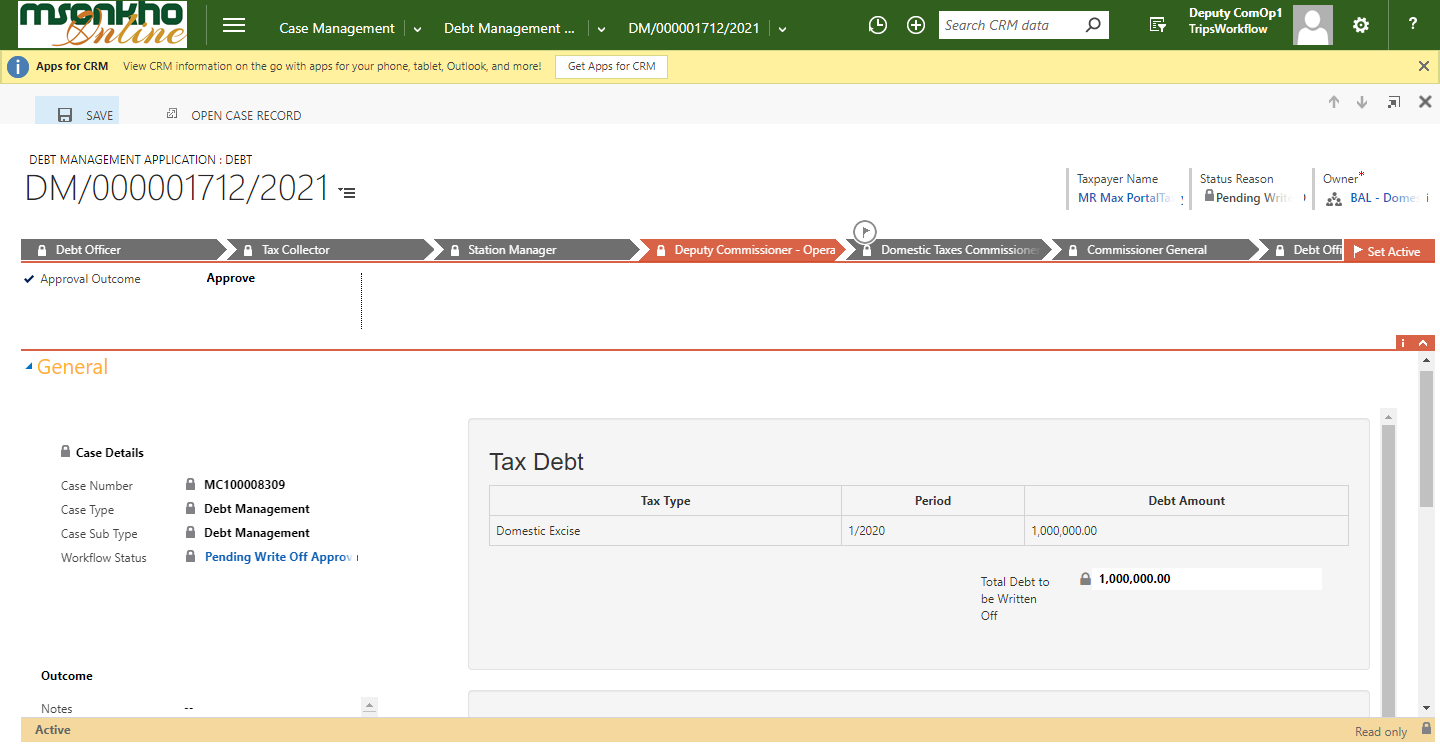 msonkho
Online
Case Management
Debt Management ...
DM/000001712/2021
Search CRM data
Deputy ComOp1
TripsWorkflow
?
Apps for CRM View CRM information on the go with apps for your phone, tablet, Outlook, and more! Get Apps for CRM
SAVE
OPEN CASE RECORD
DEBT MANAGEMENT APPLICATION : DEBT
DM/000001712/2021
Taxpayer Name
MR Max PortalTa
Status Reason
Pending Write
Owner*
BAL - Dome
Debt Officer
Tax Collector
Station Manager
Deputy Commissioner - Opera
Domestic Taxes Commissioner
Commissioner General
Debt Offi
Set Active
Approval Outcome Approve
General
Case Details
Case Number MC100008309
Case Type Debt Management
Case Sub Type Debt Management
Workflow Status Pending Write Off Approv
Tax Debt
Tax Type Period Debt Amount
Domestic Excise 1/2020 1,000,000.00
Total Debt to
be Written
Off
1,000,000.00
Outcome
Notes --
Active
Read only